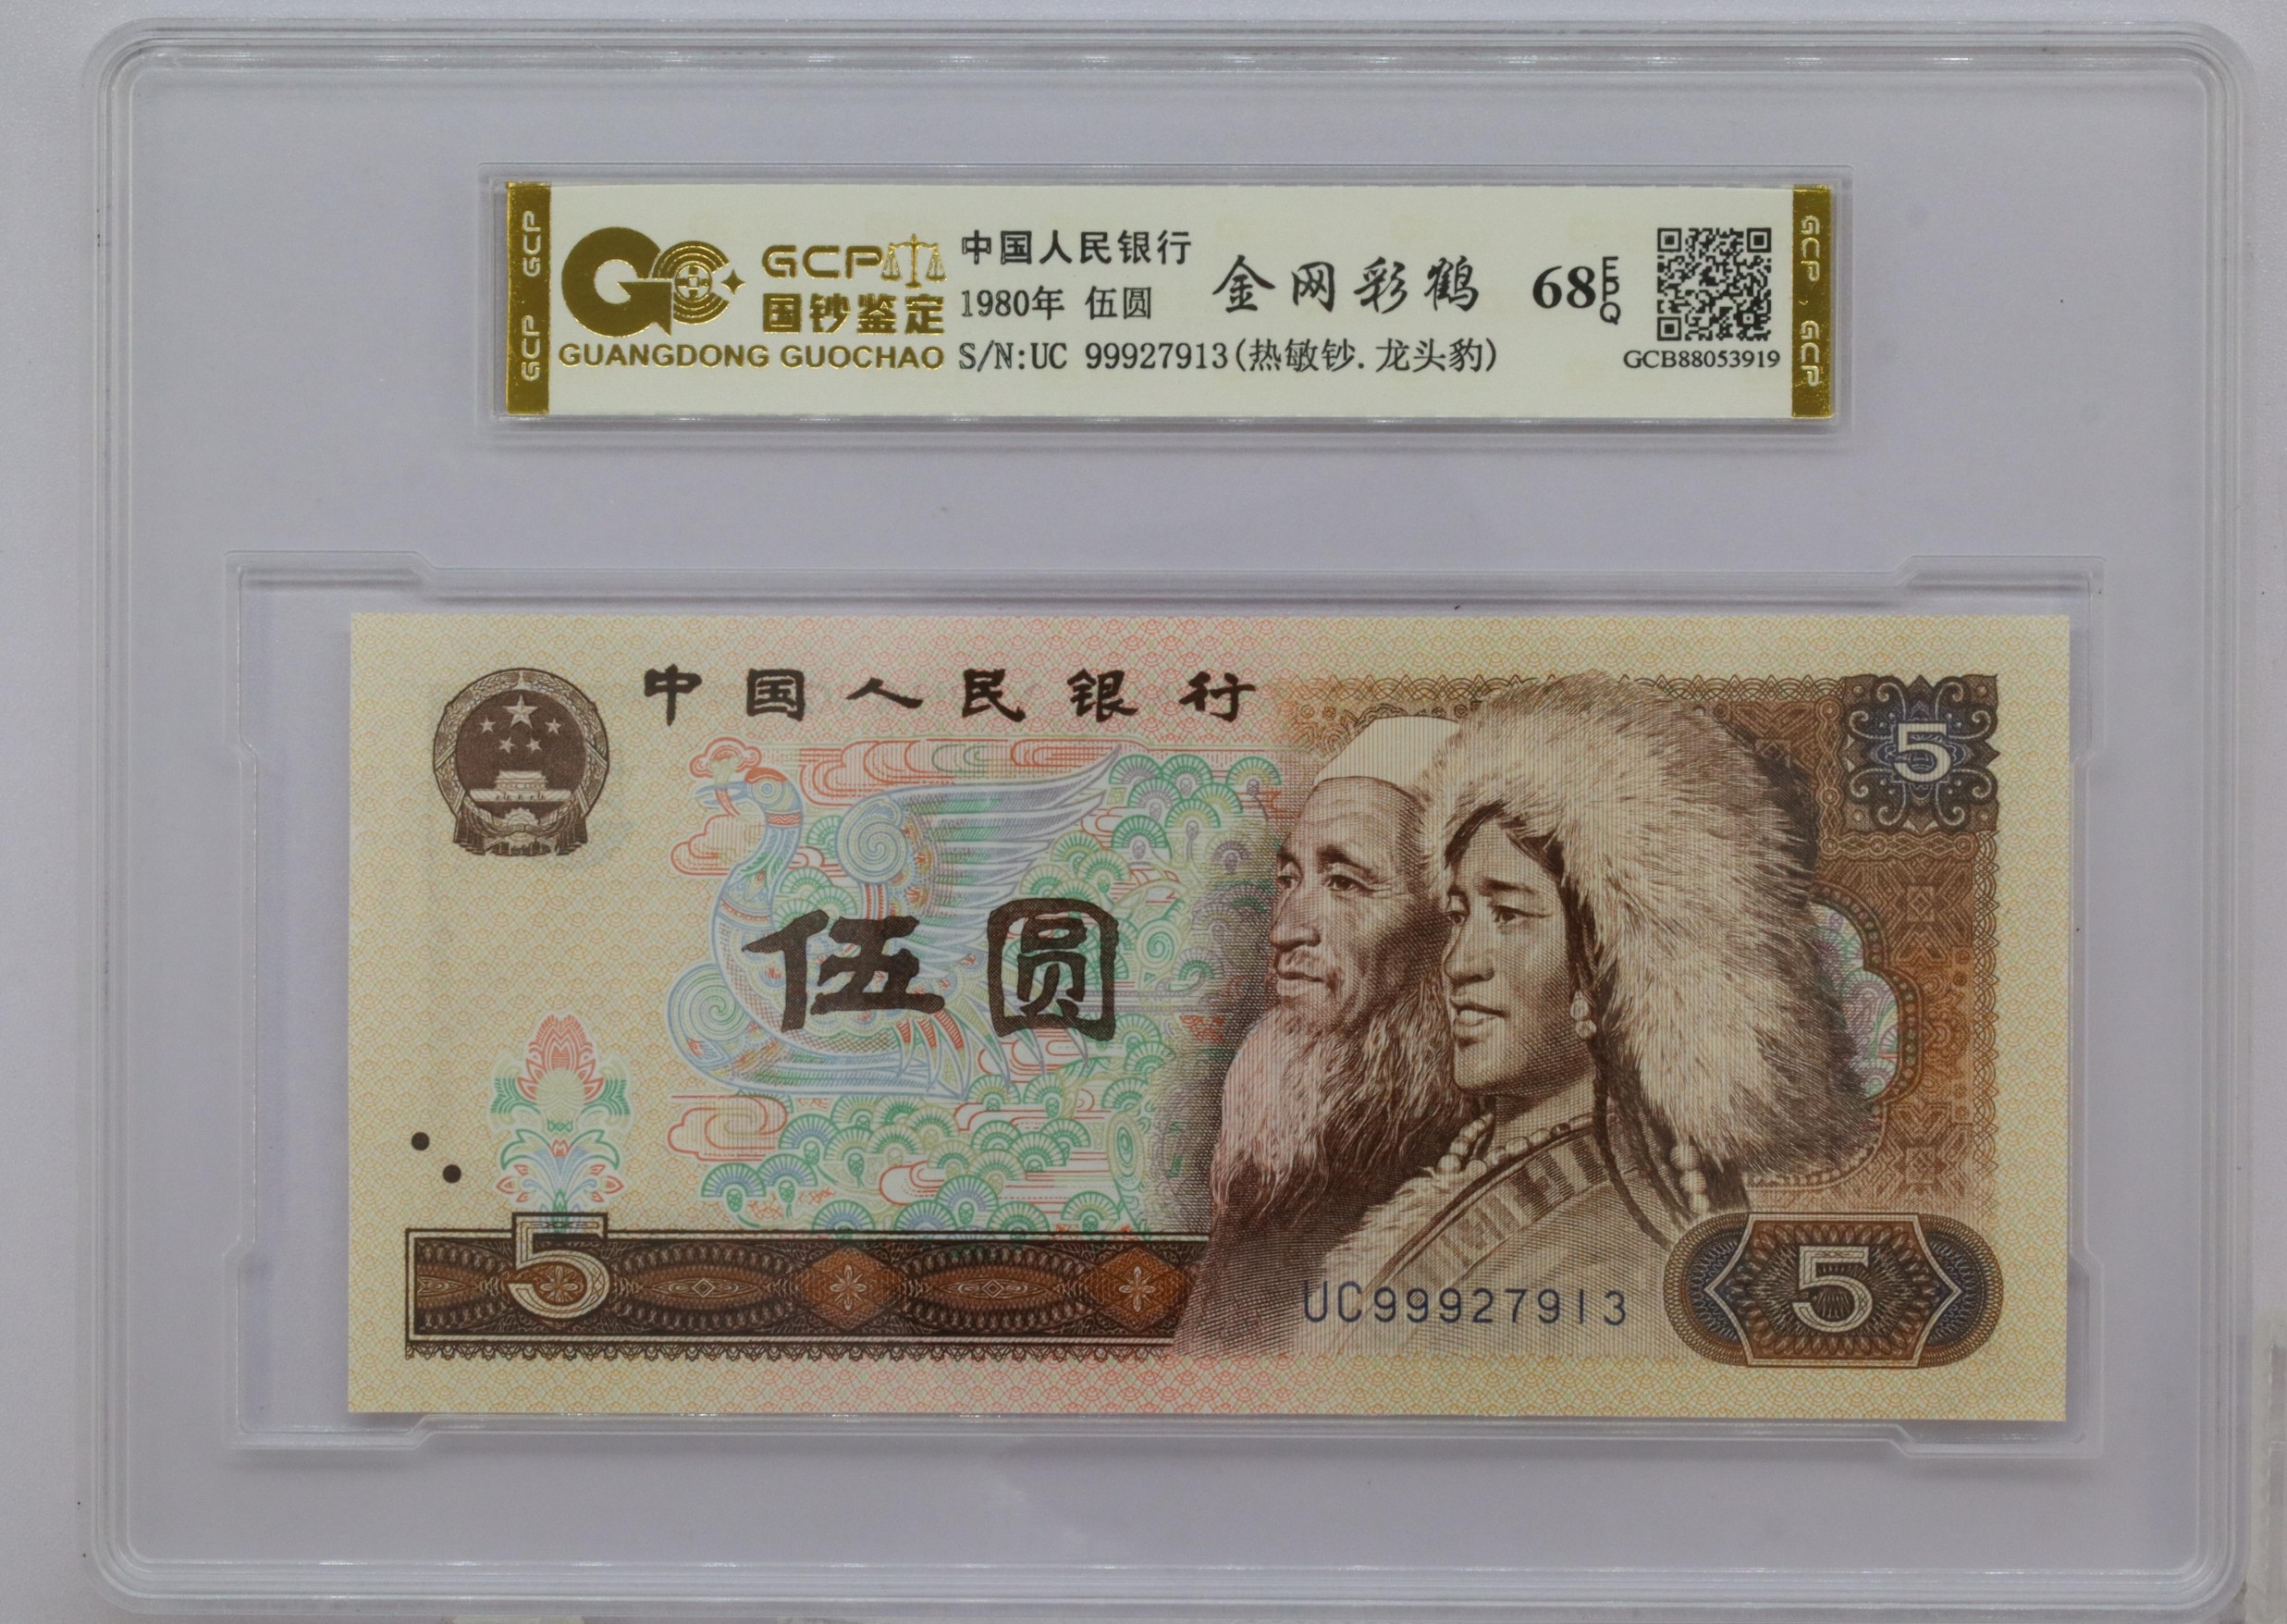 GCP GCP
GCP
国钞鉴定
GUANGDONG GUOCHAO
中国人民银行
1980年 伍圆
S/N:UC 99927913(热敏钞.龙头豹)
金网彩鹤
68 EPQ
GCB88053919
GCP GCP
中国人民银行
5
伍圆
5
UC99927913
5